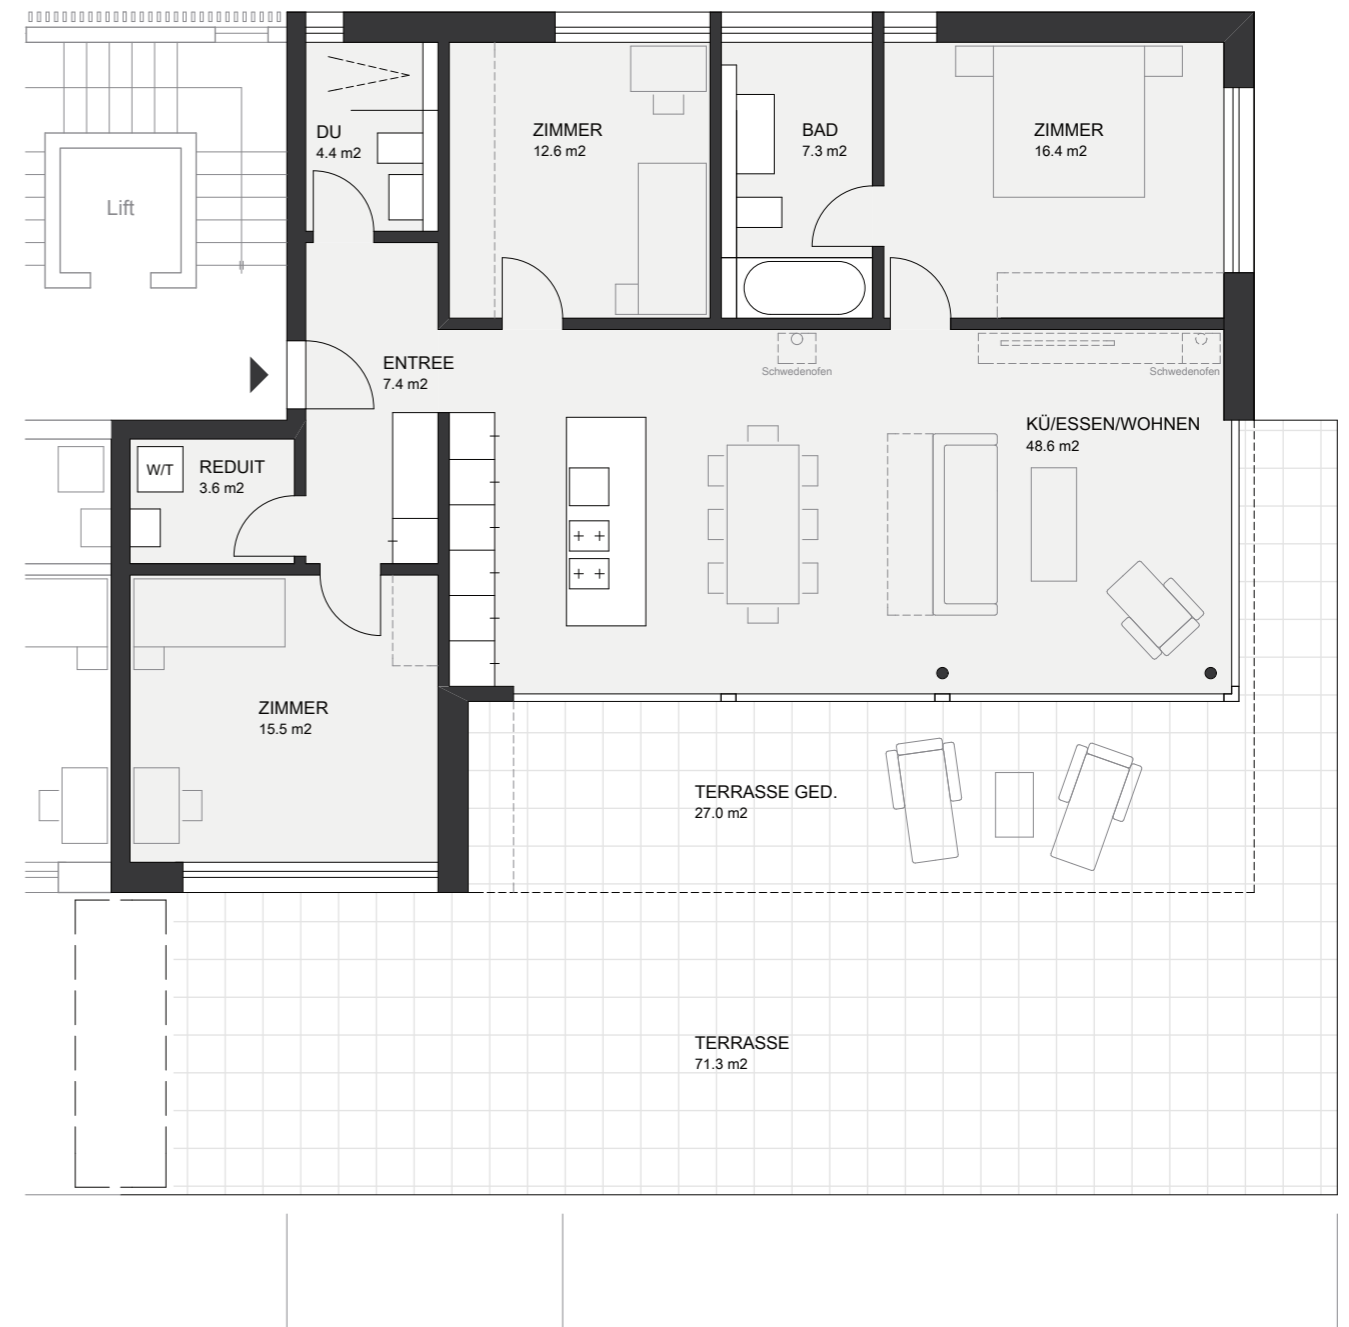 DU
4.4 m2
ZIMMER
12.6 m2
BAD
7.3 m2
ZIMMER
16.4 m2
Lift
ENTREE
7.4 m2
Schwedenofen
Schwedenofen
KÜ/ESSEN/WOHNEN
48.6 m2
W/T
REDUIT
3.6 m2
ZIMMER
15.5 m2
TERRASSE GED.
27.0 m2
TERRASSE
71.3 m2